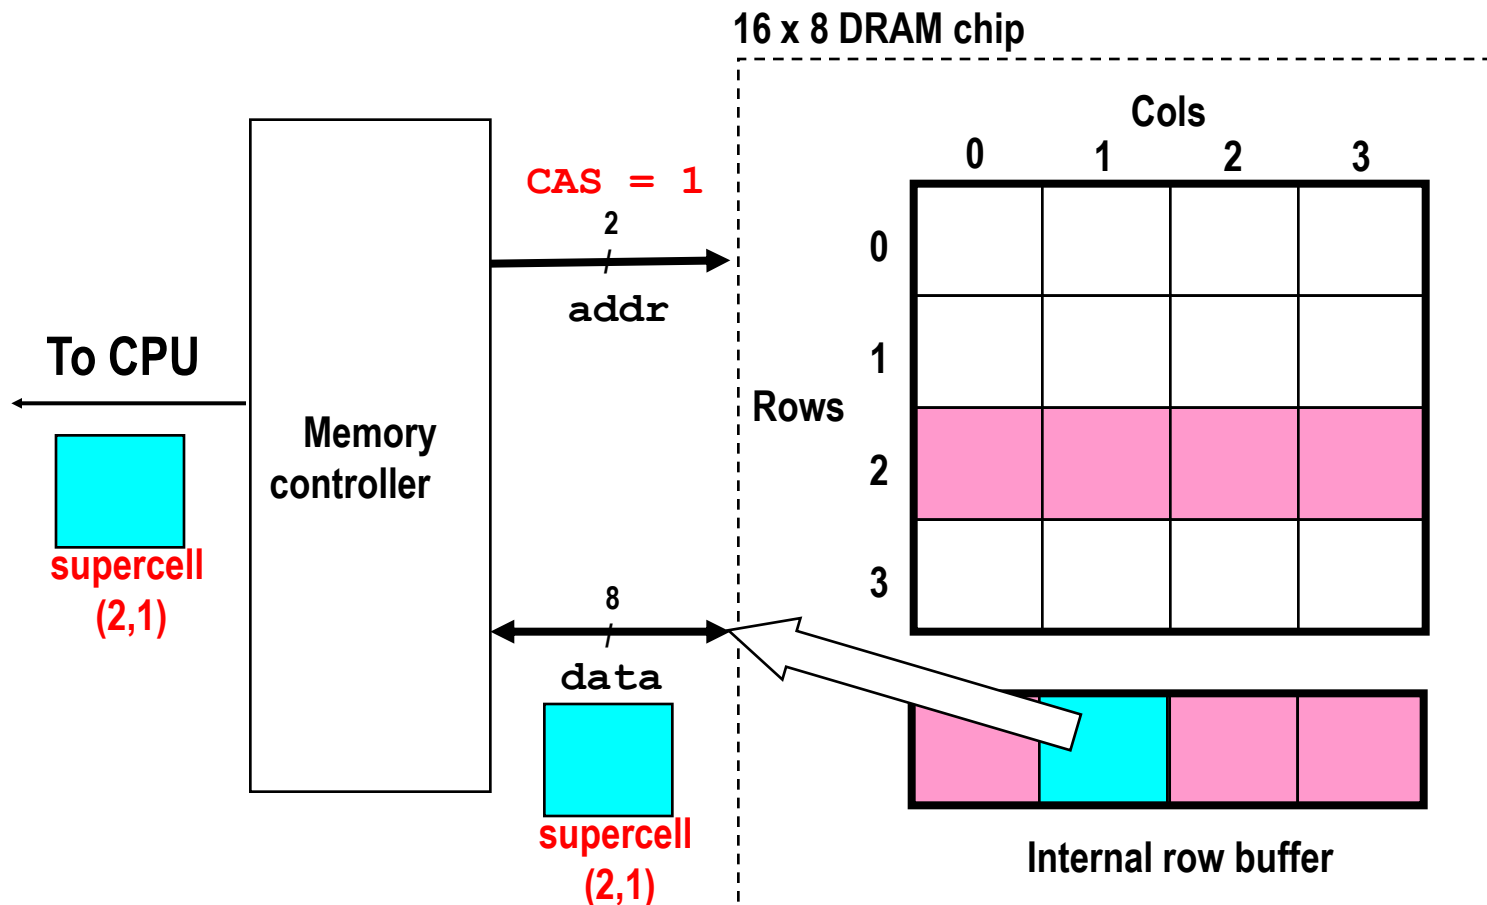 16 x 8 DRAM chip
Cols
0 1 2 3
CAS = 1
2
addr
0
1
Rows
2
3
To CPU
Memory
controller
supercell
(2,1)
8
data
supercell
(2,1)
Internal row buffer